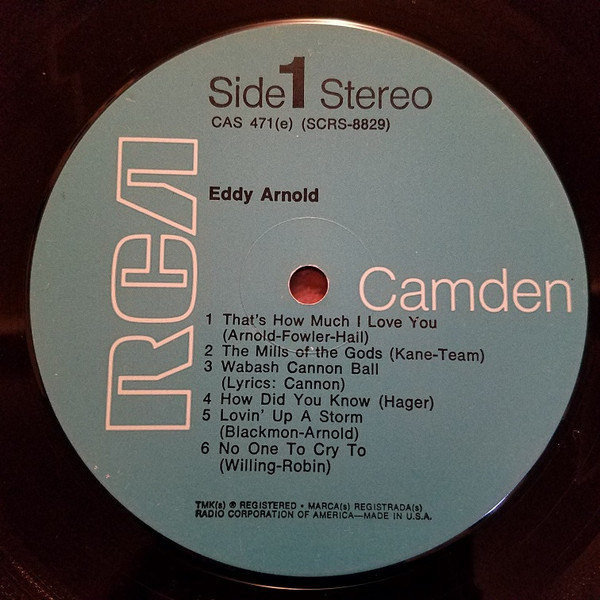 Side 1 Stereo
CAS 471(e) (SCRS-8829)
RCA
Eddy Arnold
Camden
1 That's How Much I Love You
(Arnold-Fowler-Hail)
2 The Mills of the Gods (Kane-Team)
3 Wabash Cannon Ball
(Lyrics: Cannon)
4 How Did You Know (Hager)
5 Lovin' Up A Storm
(Blackmon-Arnold)
6 No One To Cry To
(Willing-Robin)
TMK(s) ® REGISTERED • MARCA(s) REGISTRADA(s)
RADIO CORPORATION OF AMERICA—MADE IN U.S.A.